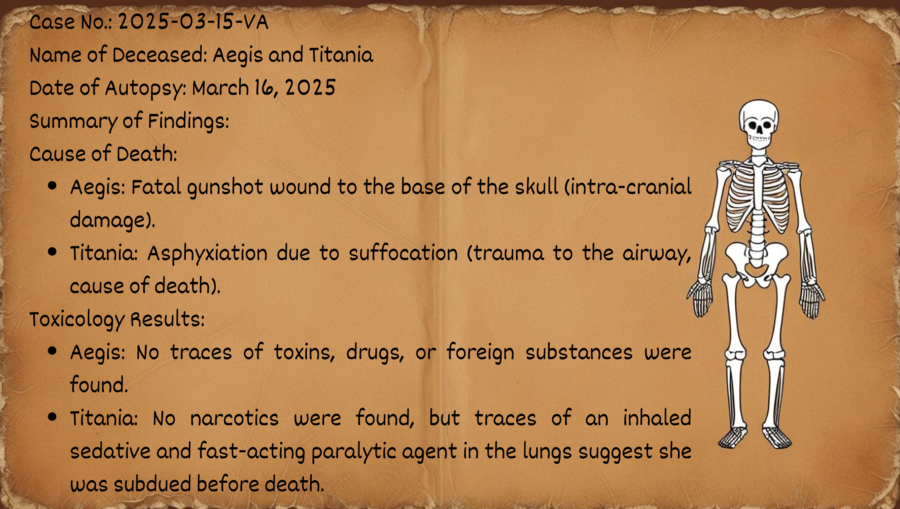 Case No.: 2025-03-15-VA
Name of Deceased: Aegis and Titania
Date of Autopsy: March 16, 2025
Summary of Findings:
Cause of Death:
• Aegis: Fatal gunshot wound to the base of the skull (intra-cranial
damage).
• Titania: Asphyxiation due to suffocation (trauma to the airway,
cause of death).
Toxicology Results:
• Aegis: No traces of toxins, drugs, or foreign substances were
found.
• Titania: No narcotics were found, but traces of an inhaled
sedative and fast-acting paralytic agent in the lungs suggest she
was subdued before death.